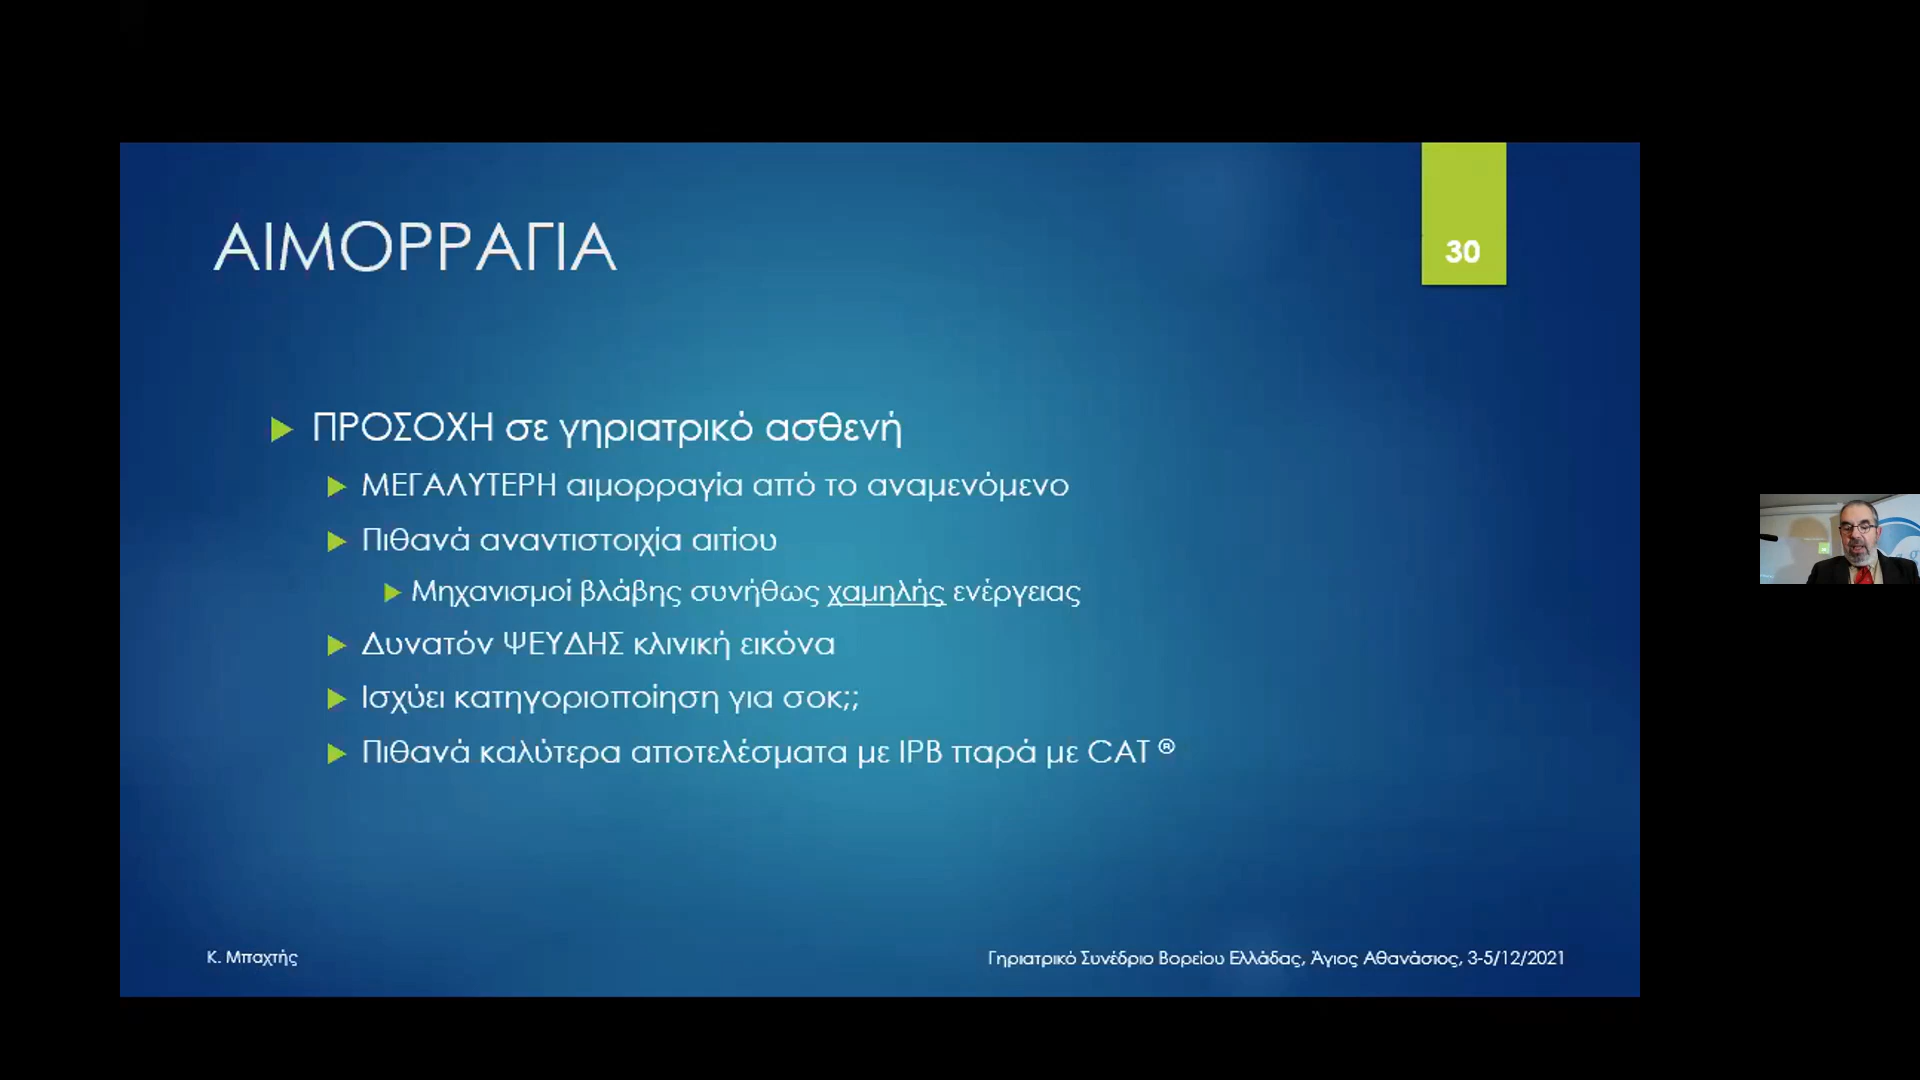 ΑΙΜΟΡΡΑΓΙΑ
30
ΠΡΟΣΟΧΗ σε γηριατρικό ασθενή
ΜΕΓΑΛΥΤΕΡΗ αιμορραγία από το αναμενόμενο
Πιθανά αναντιστοιχία αιτίου
Μηχανισμοί βλάβης συνήθως χαμηλής ενέργειας
Δυνατόν ΨΕΥΔΗΣ κλινική εικόνα
Ισχύει κατηγοριοποίηση για σοκ;;
Πιθανά καλύτερα αποτελέσματα με IPB παρά με CAT ®
Κ. Μπαχτής
Γηριατρικό Συνέδριο Βορείου Ελλάδας, Άγιος Αθανάσιος, 3-5/12/2021